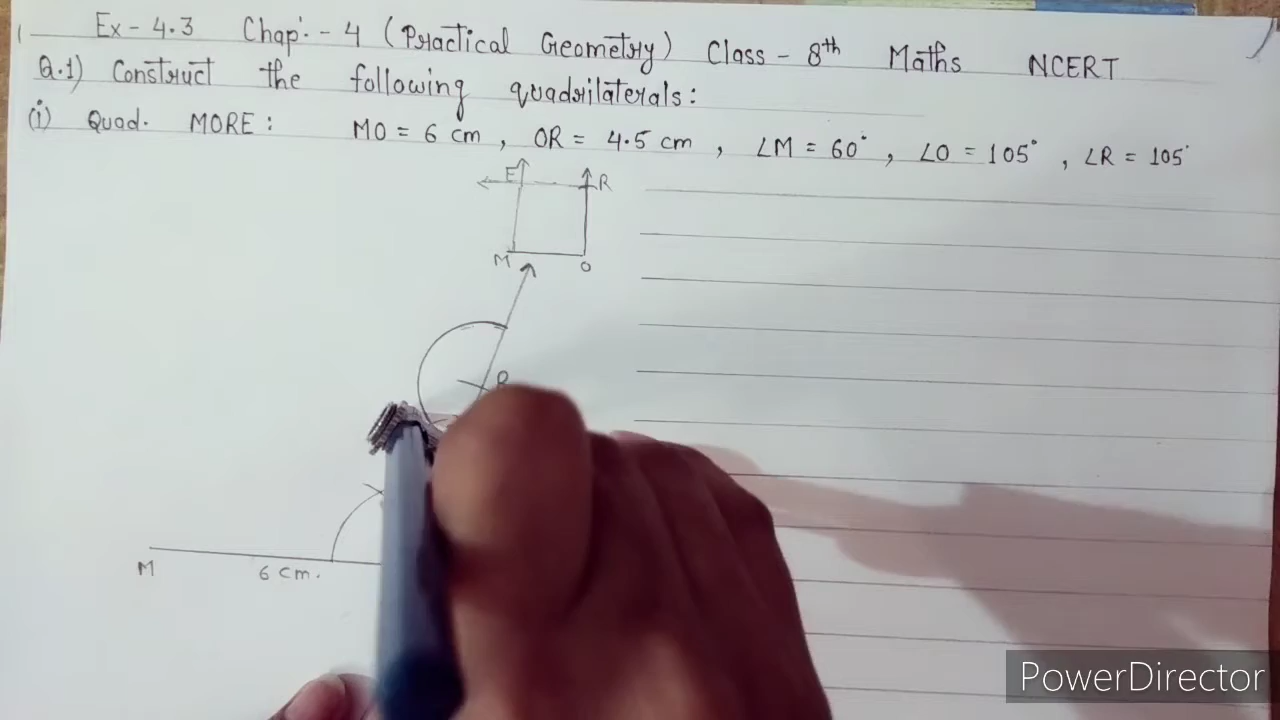 Ex - 4.3 Chap: - 4 (Practical Geometry) Class - 8th Maths NCERT
Q.1) Construct the following quadrilaterals:
(i) Quad. MORE: MO = 6 cm, OR = 4.5 cm, ∠M = 60°, ∠O = 105°, ∠R = 105°
E R
M O
R
M 6 cm.
PowerDirector